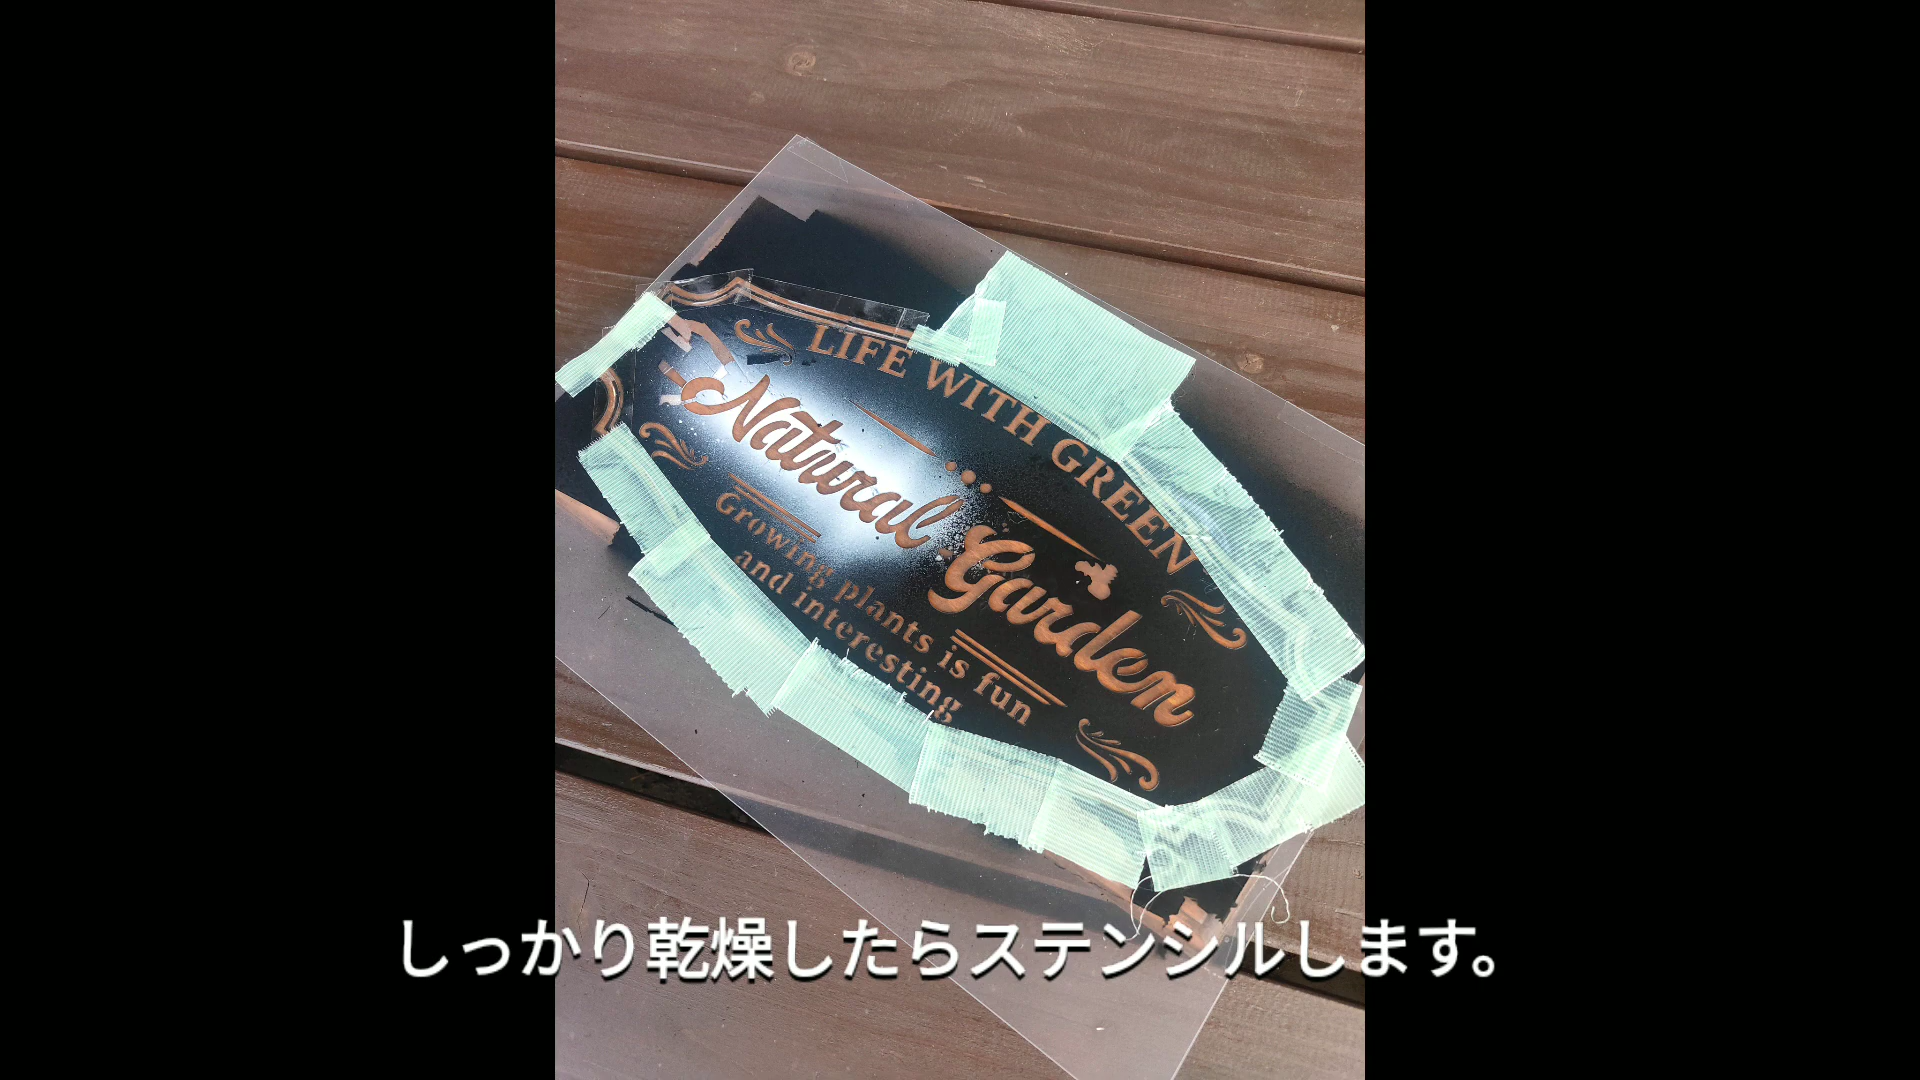 LIFE WITH GREEN
Natural Garden
Growing plants is fun
and interesting
しっかり乾燥したらステンシルします。